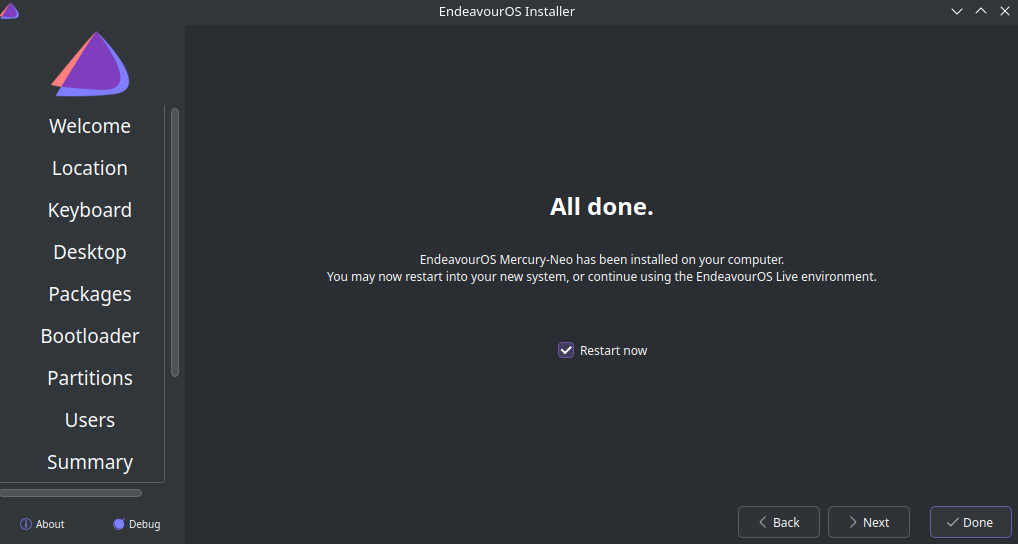 EndeavourOS Installer
Welcome
Location
Keyboard
Desktop
Packages
Bootloader
Partitions
Users
Summary
All done.
EndeavourOS Mercury-Neo has been installed on your computer.
You may now restart into your new system, or continue using the EndeavourOS Live environment.
Restart now
About
Debug
Back
Next
Done